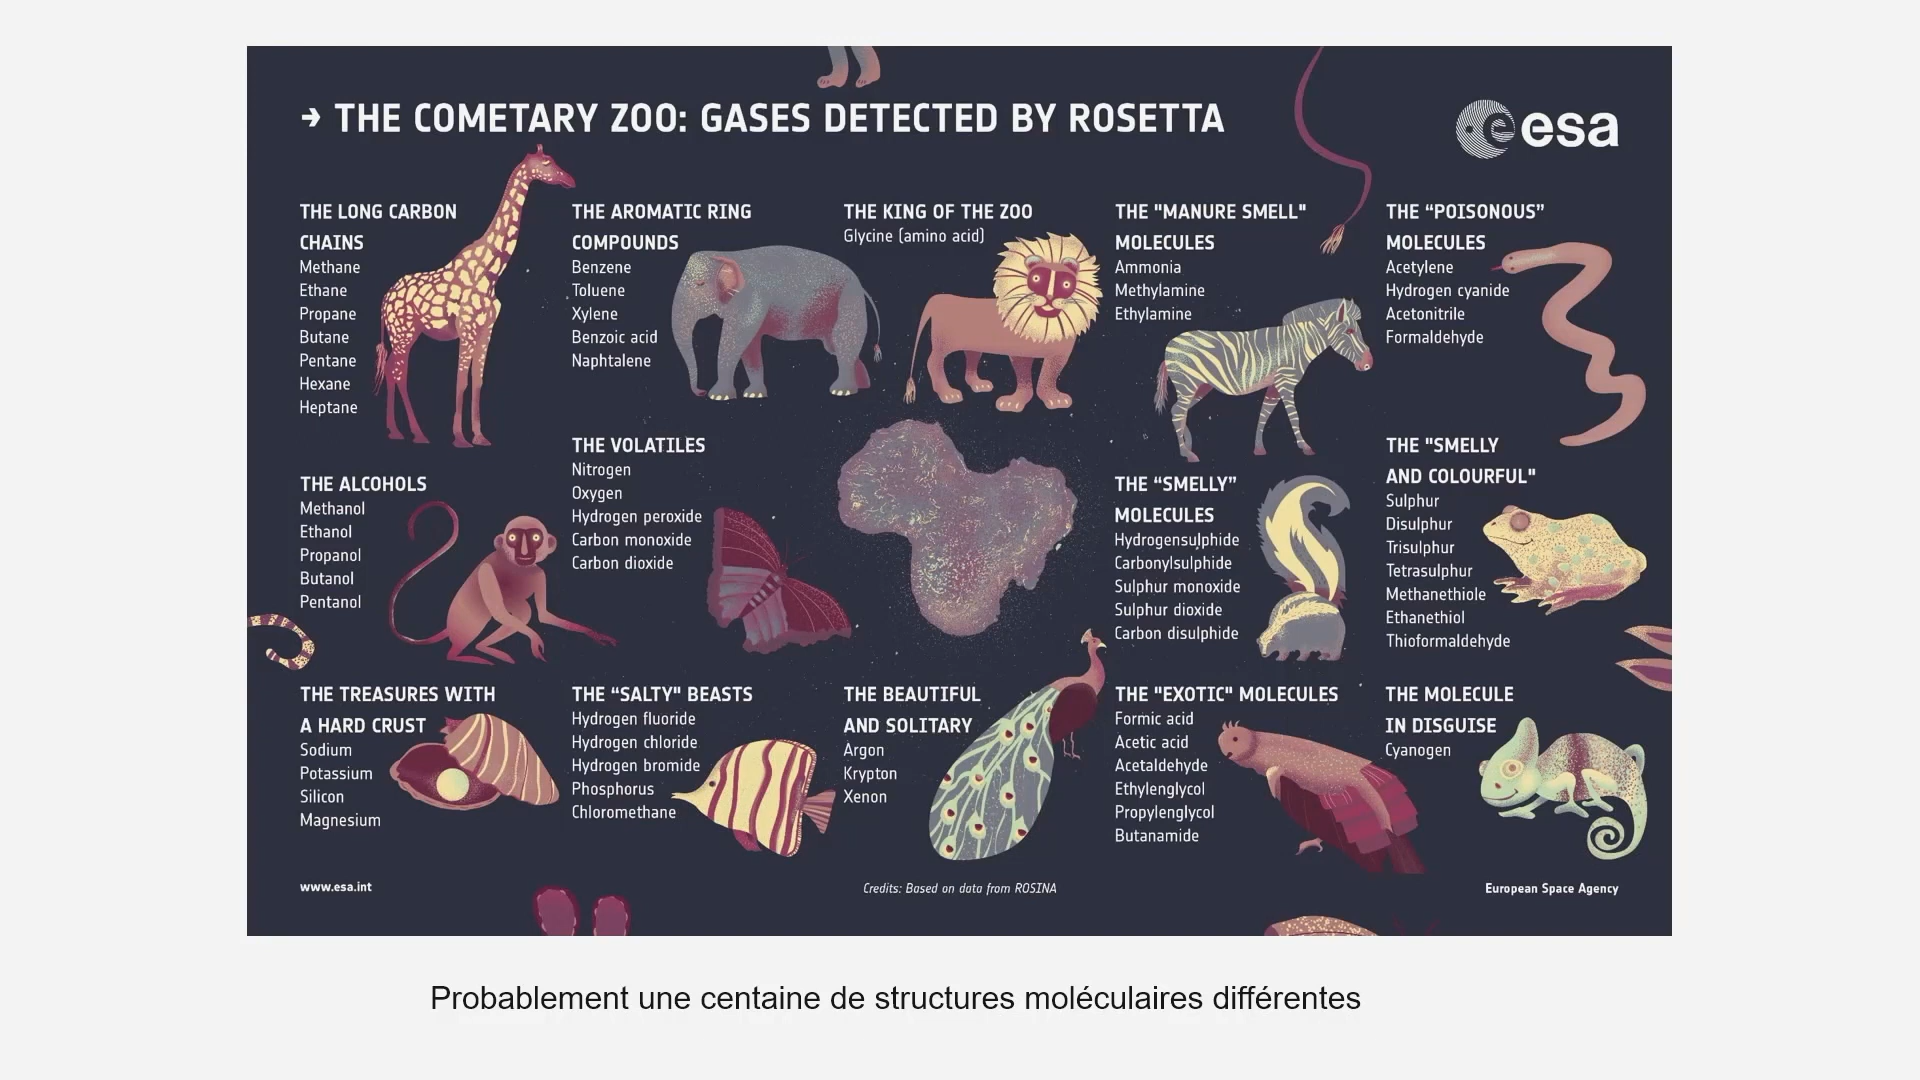 → THE COMETARY ZOO: GASES DETECTED BY ROSETTA
esa
THE LONG CARBON
CHAINS
Methane
Ethane
Propane
Butane
Pentane
Hexane
Heptane
THE AROMATIC RING
COMPOUNDS
Benzene
Toluene
Xylene
Benzoic acid
Naphtalene
THE KING OF THE ZOO
Glycine (amino acid)
THE "MANURE SMELL"
MOLECULES
Ammonia
Methylamine
Ethylamine
THE “POISONOUS”
MOLECULES
Acetylene
Hydrogen cyanide
Acetonitrile
Formaldehyde
THE ALCOHOLS
Methanol
Ethanol
Propanol
Butanol
Pentanol
THE VOLATILES
Nitrogen
Oxygen
Hydrogen peroxide
Carbon monoxide
Carbon dioxide
THE “SMELLY”
MOLECULES
Hydrogensulphide
Carbonylsulphide
Sulphur monoxide
Sulphur dioxide
Carbon disulphide
THE "SMELLY
AND COLOURFUL"
Sulphur
Disulphur
Trisulphur
Tetrasulphur
Methanethiole
Ethanethiol
Thioformaldehyde
THE TREASURES WITH
A HARD CRUST
Sodium
Potassium
Silicon
Magnesium
THE “SALTY" BEASTS
Hydrogen fluoride
Hydrogen chloride
Hydrogen bromide
Phosphorus
Chloromethane
THE BEAUTIFUL
AND SOLITARY
Argon
Krypton
Xenon
THE "EXOTIC" MOLECULES
Formic acid
Acetic acid
Acetaldehyde
Ethylenglycol
Propylenglycol
Butanamide
THE MOLECULE
IN DISGUISE
Cyanogen
www.esa.int
Credits: Based on data from ROSINA
European Space Agency
Probablement une centaine de structures moléculaires différentes